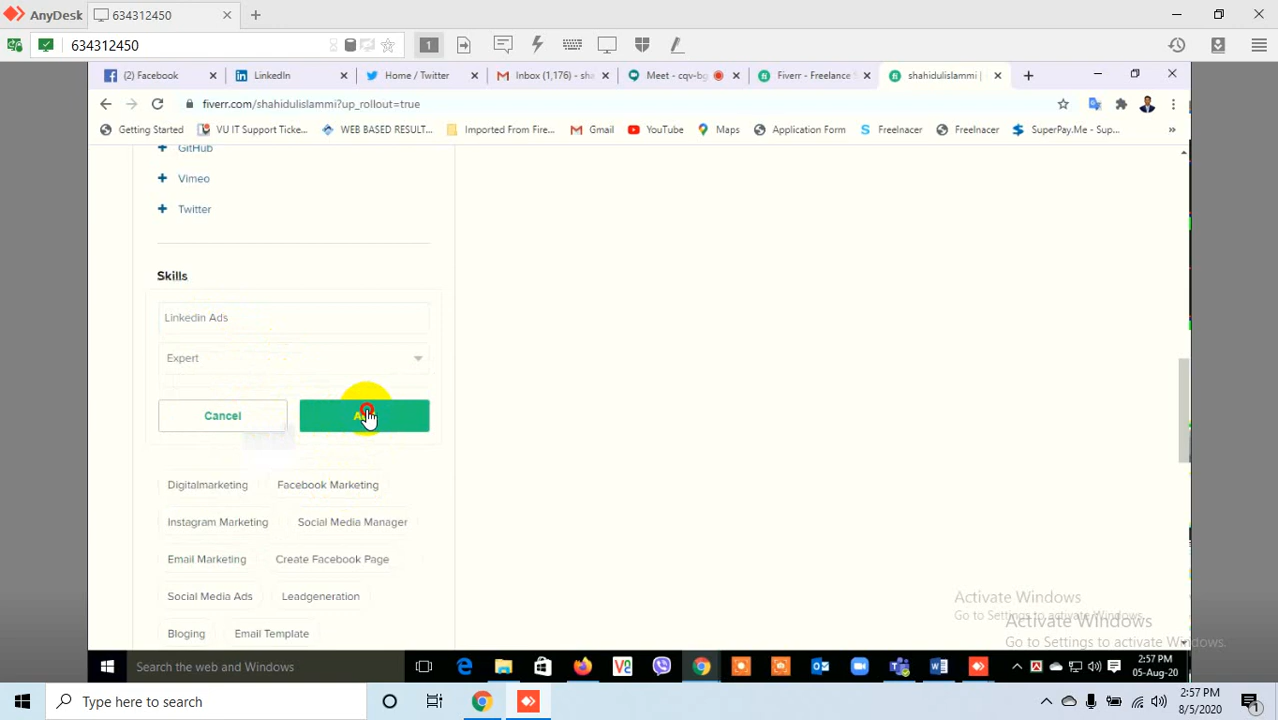 AnyDesk 634312450
634312450 1
(2) Facebook LinkedIn Home / Twitter Inbox (1,176) - sha Meet - cqv-bg Fiverr - Freelance S shahidulislammi |
fiverr.com/shahidulislammi?up_rollout=true
Getting Started VU IT Support Ticke... WEB BASED RESULT... Imported From Fire... Gmail YouTube Maps Application Form Freelnacer Freelnacer SuperPay.Me - Sup... »
GitHub
Vimeo
Twitter
Skills
Linkedin Ads
Expert
Cancel
Digitalmarketing Facebook Marketing
Instagram Marketing Social Media Manager
Email Marketing Create Facebook Page
Social Media Ads Leadgeneration
Bloging Email Template
Activate Windows
Go to Settings to activate Windows.
Activate Windows
Go to Settings to activate Windows.
Search the web and Windows
2:57 PM
05-Aug-20
Type here to search
2:57 PM
8/5/2020
1